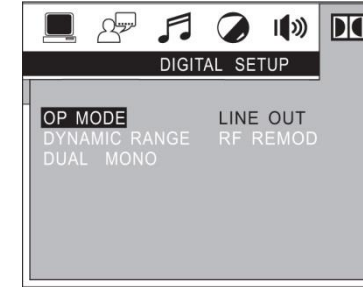 DIGITAL SETUP
OP MODE LINE OUT
DYNAMIC RANGE RF REMOD
DUAL MONO